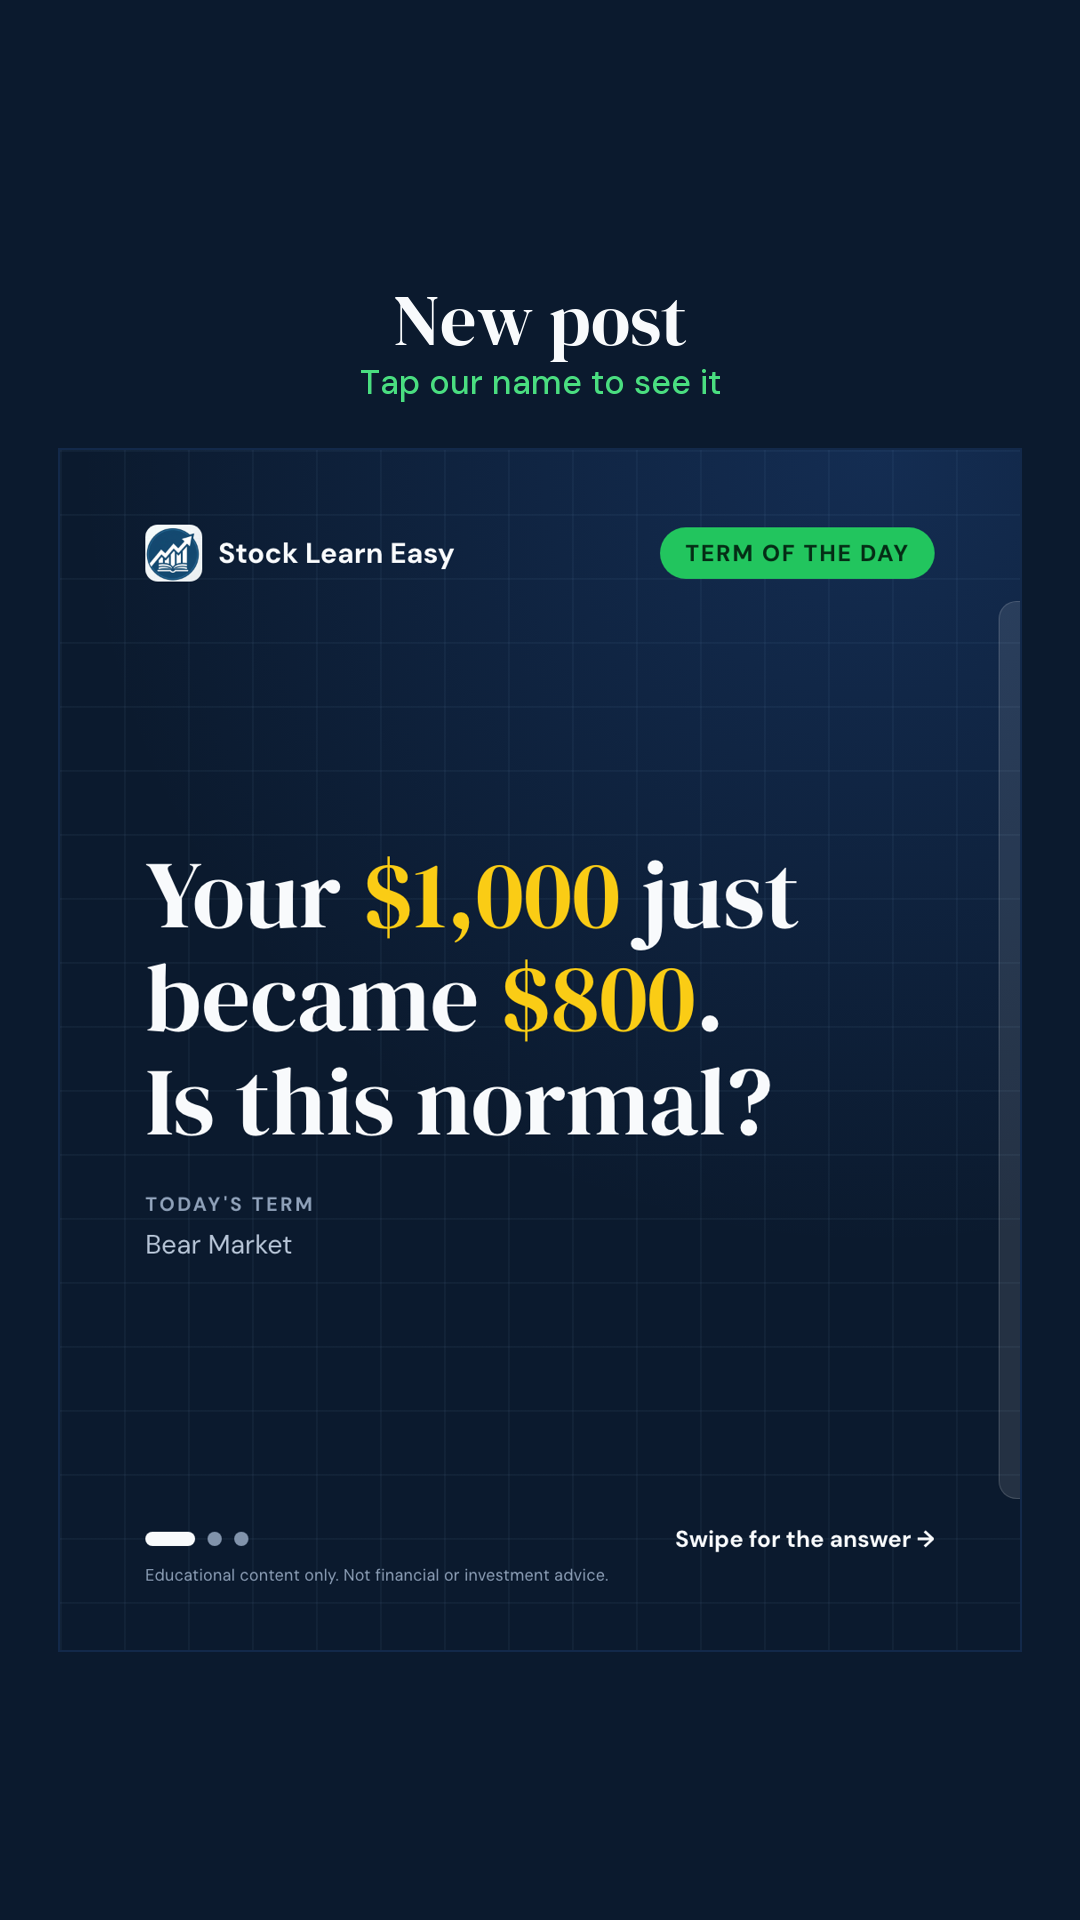 New post
Tap our name to see it
Stock Learn Easy
TERM OF THE DAY
Your $1,000 just
became $800.
Is this normal?
TODAY'S TERM
Bear Market
Swipe for the answer →
Educational content only. Not financial or investment advice.